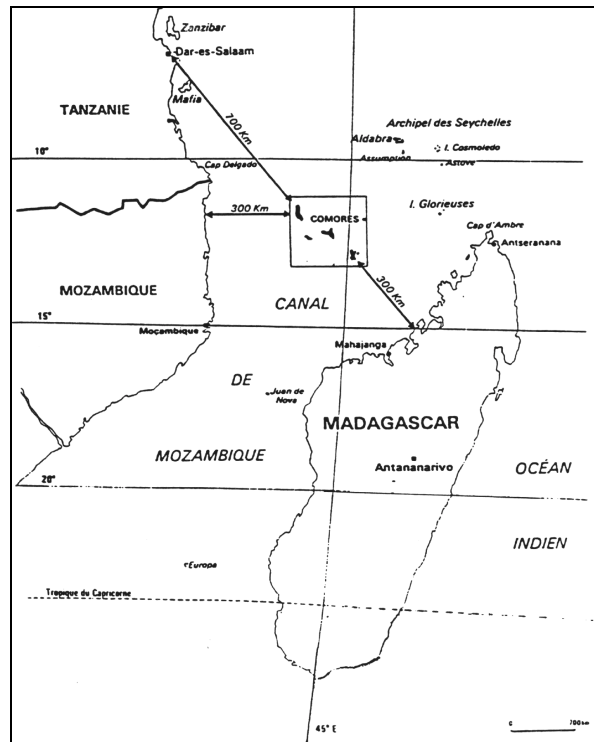 Zanzibar
Dar-es-Salaam
TANZANIE
Mafia
700 Km
Archipel des Seychelles
Aldabra
I. Cosmoledo
Assumption
Astove
10°
Cap Delgado
300 Km
COMORES
I. Glorieuses
Cap d'Ambre
Antseranana
300 Km
MOZAMBIQUE
CANAL
15°
Moçambique
Mahajanga
DE
Juan de
Nova
MADAGASCAR
MOZAMBIQUE
Antananarivo
OCÉAN
20°
INDIEN
Europa
Tropique du Capricorne
45° E
0
700 km